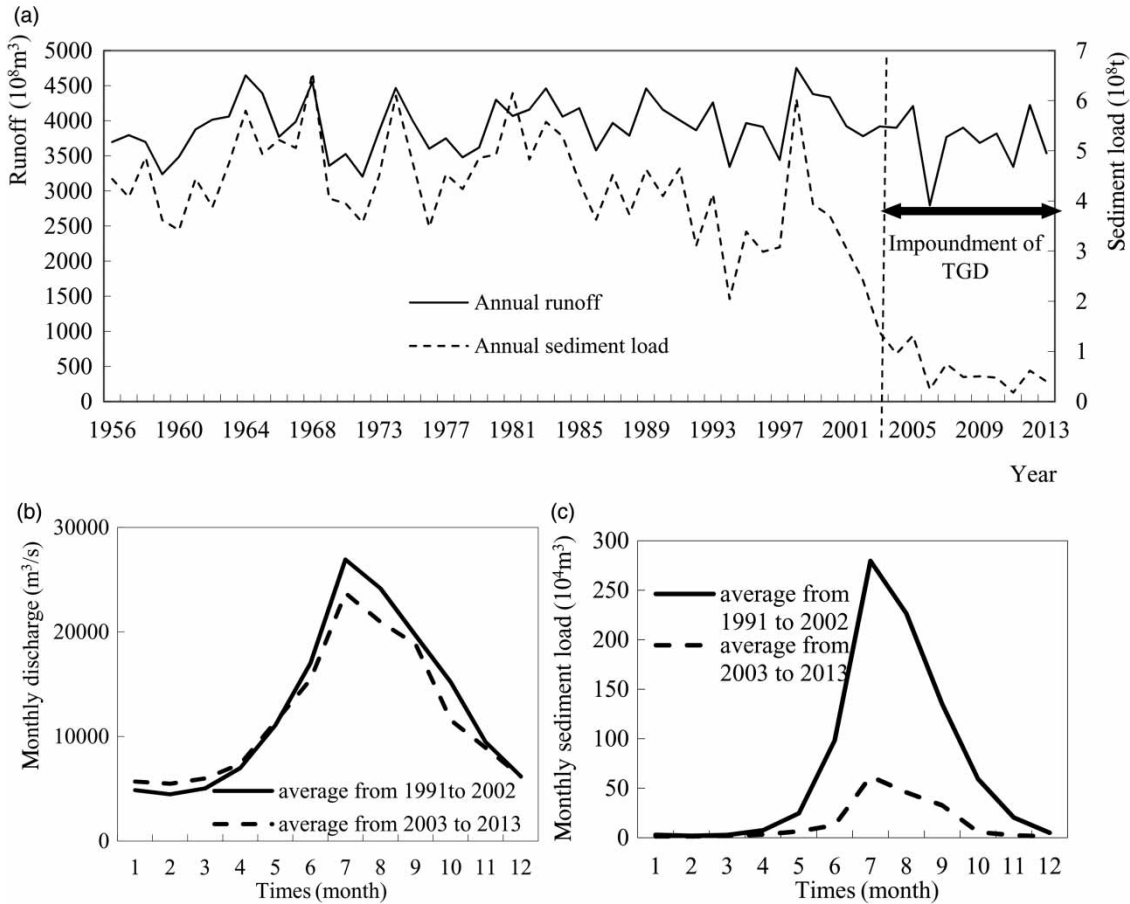 (a)
Runoff (10⁸m³)
5000
4500
4000
3500
3000
2500
2000
1500
1000
500
0
7
6
5
4
3
2
1
0
Sediment load (10⁸t)
Impoundment of
TGD
Annual runoff
Annual sediment load
1956 1960 1964 1968 1973 1977 1981 1985 1989 1993 1997 2001 2005 2009 2013
Year
(b)
Monthly discharge (m³/s)
30000
20000
10000
0
average from 1991to 2002
average from 2003 to 2013
1 2 3 4 5 6 7 8 9 10 11 12
Times (month)
(c)
Monthly sediment load (10⁴m³)
300
250
200
150
100
50
0
average from
1991 to 2002
average from
2003 to 2013
1 2 3 4 5 6 7 8 9 10 11 12
Times (month)